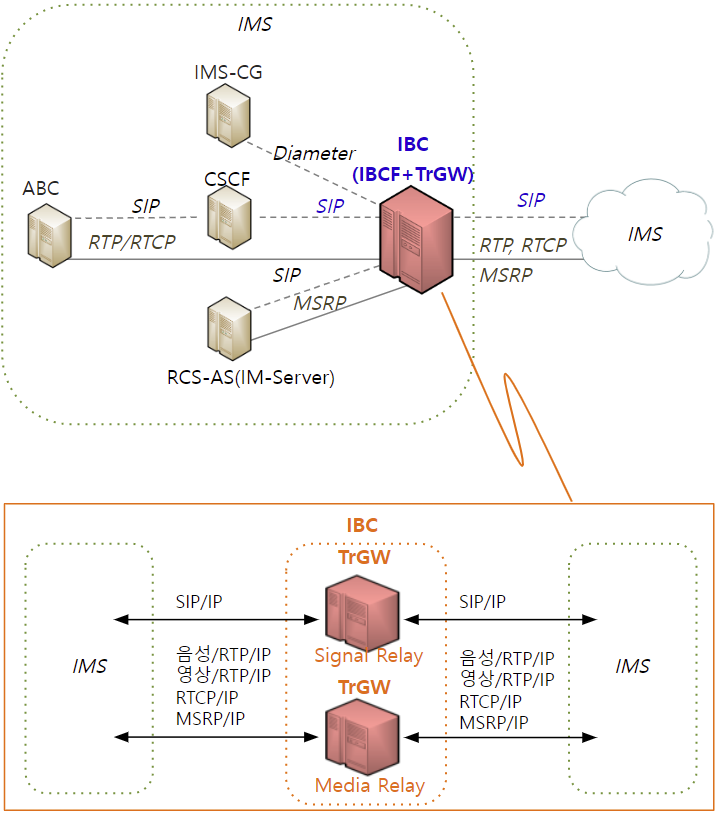 IMS
IMS-CG
Diameter
IBC
(IBCF+TrGW)
ABC
CSCF
SIP
SIP
SIP
RTP/RTCP
RTP, RTCP
IMS
SIP
MSRP
MSRP
RCS-AS(IM-Server)
IBC
TrGW
SIP/IP
SIP/IP
Signal Relay
IMS
음성/RTP/IP
영상/RTP/IP
RTCP/IP
MSRP/IP
음성/RTP/IP
영상/RTP/IP
RTCP/IP
MSRP/IP
IMS
TrGW
Media Relay